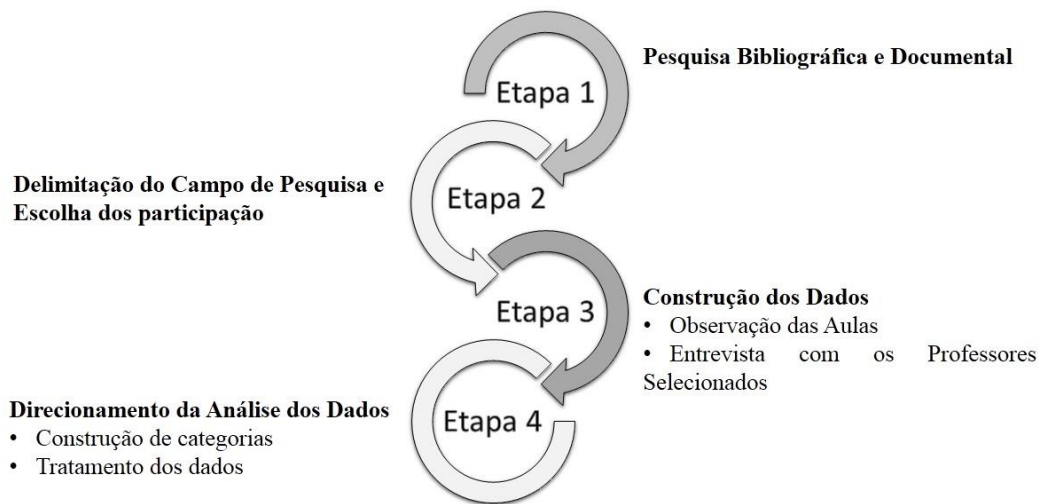 Etapa 1
Pesquisa Bibliográfica e Documental
Etapa 2
Delimitação do Campo de Pesquisa e
Escolha dos participação
Etapa 3
Construção dos Dados
• Observação das Aulas
• Entrevista com os Professores
Selecionados
Etapa 4
Direcionamento da Análise dos Dados
• Construção de categorias
• Tratamento dos dados